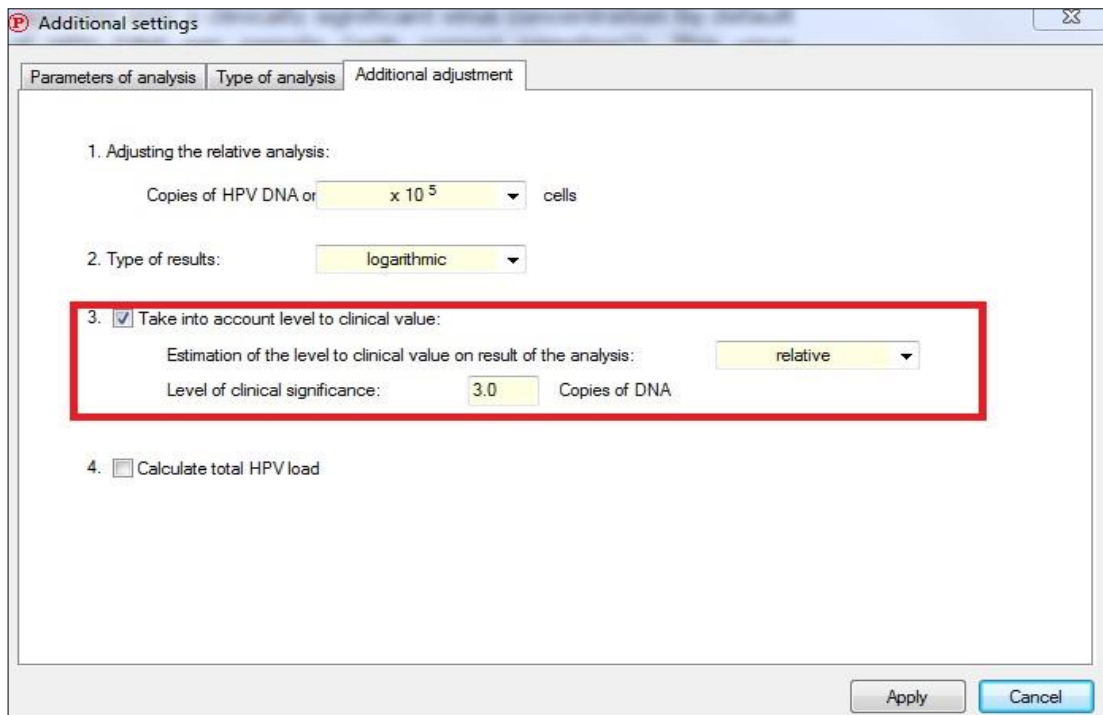 Additional settings
Parameters of analysis Type of analysis Additional adjustment
1. Adjusting the relative analysis:
Copies of HPV DNA or x 10 5 cells
2. Type of results: logarithmic
3. Take into account level to clinical value:
Estimation of the level to clinical value on result of the analysis: relative
Level of clinical significance: 3.0 Copies of DNA
4. Calculate total HPV load
Apply Cancel